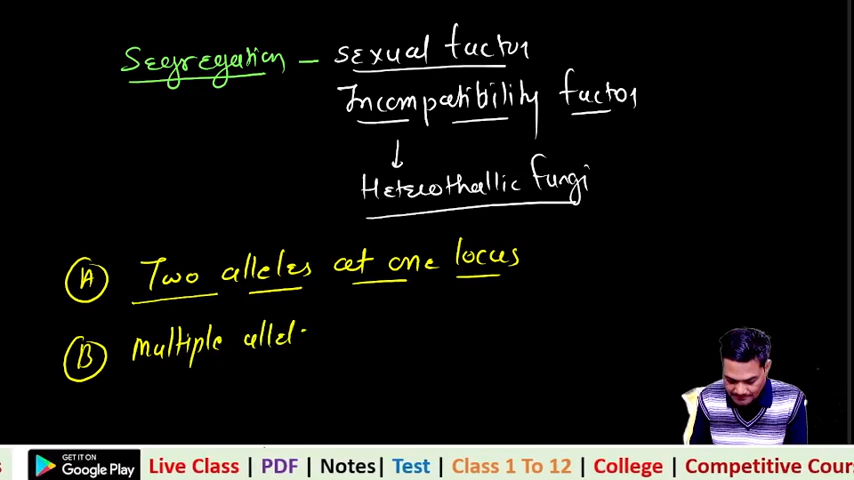 Segregation - sexual factor
Incompatibility factor
↓
Heterothallic fungi
A Two alleles at one locus
B multiple allel
GET IT ON
Google Play
Live Class | PDF | Notes| Test | Class 1 To 12 | College | Competitive Cour